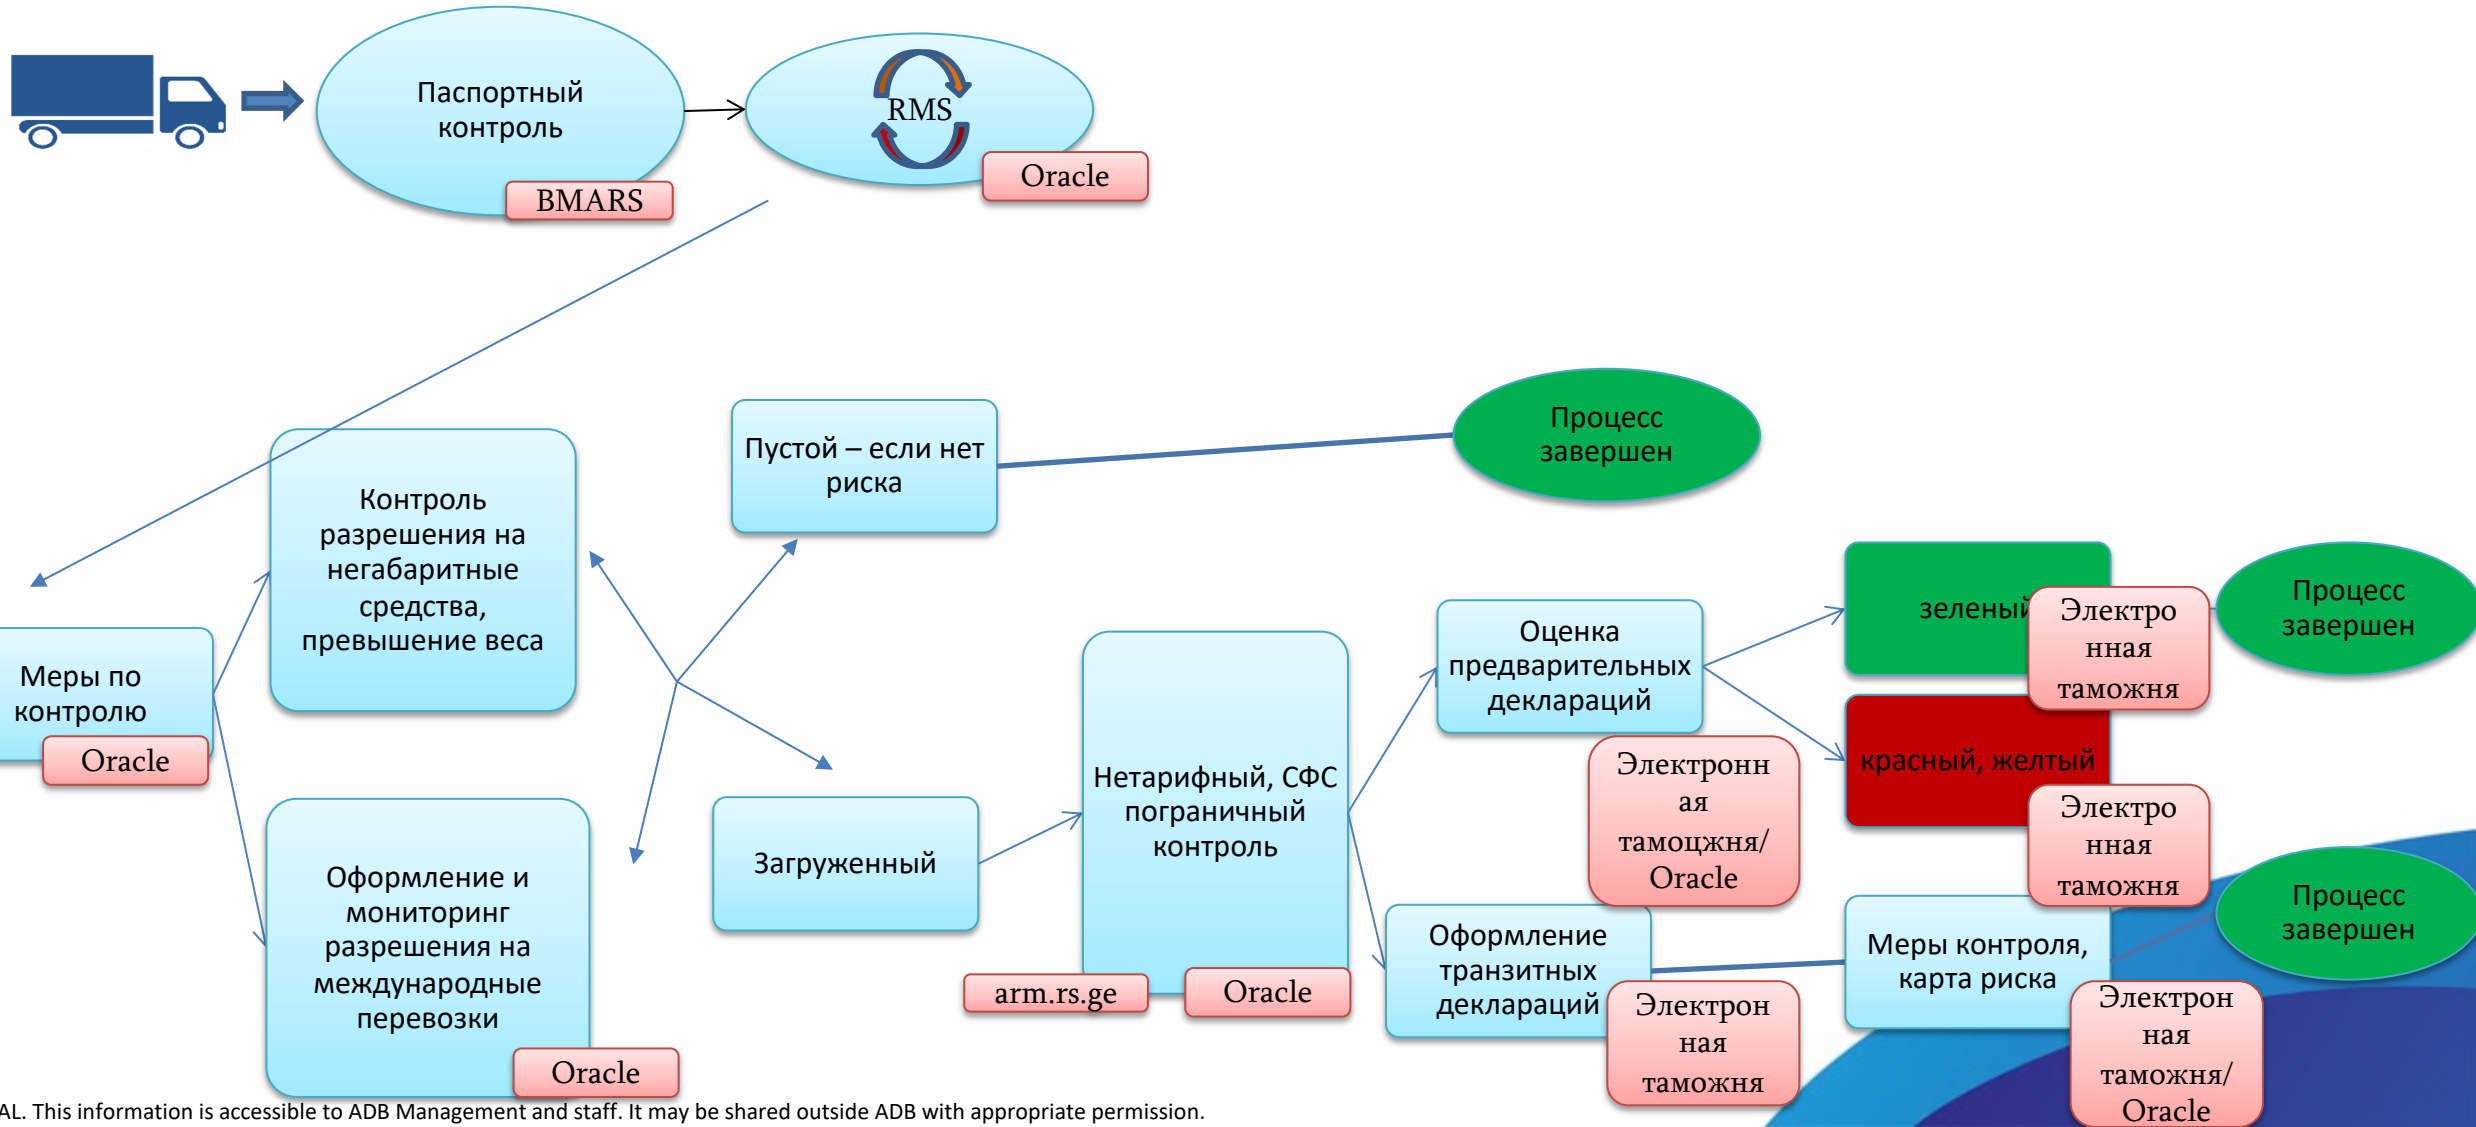 Паспортный
контроль
BMARS
RMS
Oracle
Меры по
контролю
Oracle
Контроль
разрешения на
негабаритные
средства,
превышение веса
Оформление и
мониторинг
разрешения на
международные
перевозки
Oracle
Пустой – если нет
риска
Процесс
завершен
Загруженный
Нетарифный, СФС
пограничный
контроль
arm.rs.ge
Oracle
Оценка
предварительных
деклараций
Электронн
ая
тамоцжня/
Oracle
Оформление
транзитных
деклараций
Электрон
ная
таможня
зеленый
Электро
нная
таможня
Процесс
завершен
красный, желтый
Электро
нная
таможня
Меры контроля,
карта риска
Электрон
ная
таможня/
Oracle
Процесс
завершен
AL. This information is accessible to ADB Management and staff. It may be shared outside ADB with appropriate permission.